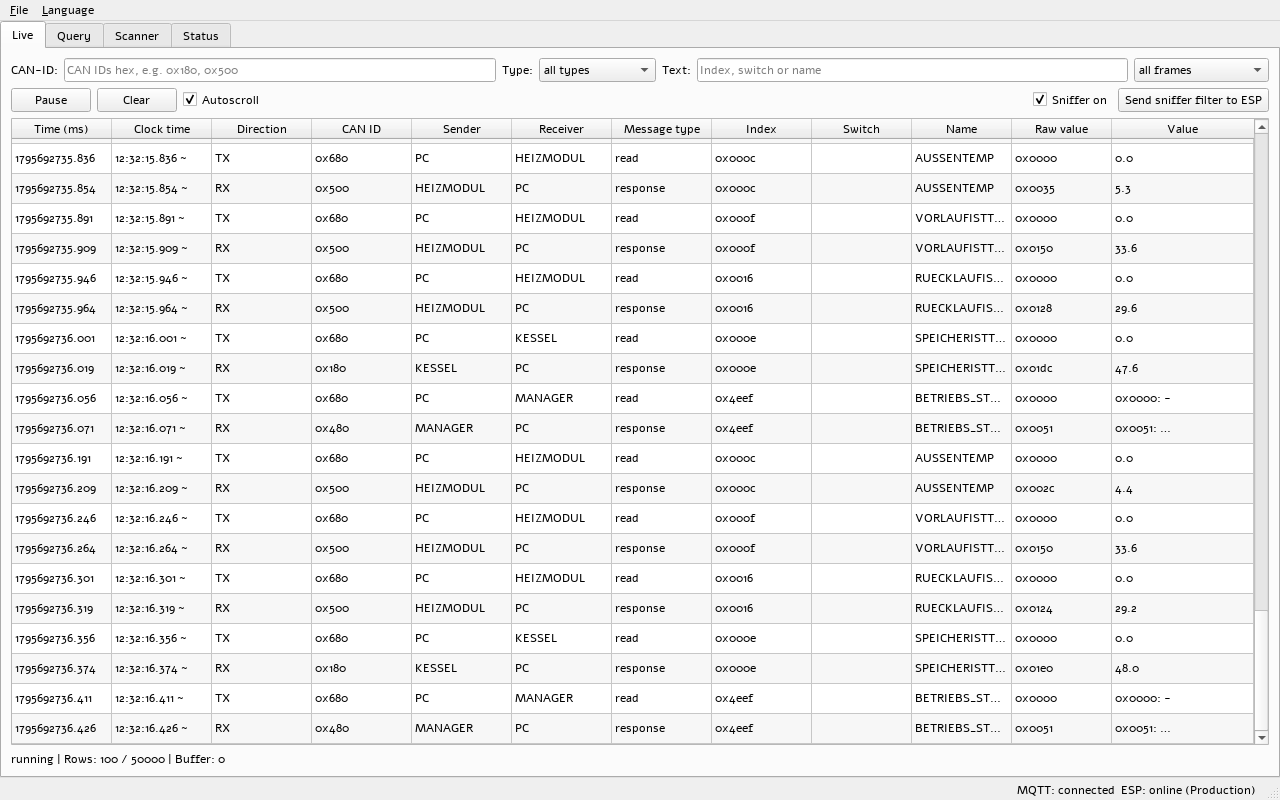 File Language
Live Query Scanner Status
CAN-ID: CAN IDs hex, e.g. 0x180, 0x500 Type: all types Text: Index, switch or name all frames
Pause Clear Autoscroll Sniffer on Send sniffer filter to ESP
Time (ms) Clock time Direction CAN ID Sender Receiver Message type Index Switch Name Raw value Value
1795692735.836 12:32:15.836 ~ TX 0x680 PC HEIZMODUL read 0x000c AUSSENTEMP 0x0000 0.0
1795692735.854 12:32:15.854 ~ RX 0x500 HEIZMODUL PC response 0x000c AUSSENTEMP 0x0035 5.3
1795692735.891 12:32:15.891 ~ TX 0x680 PC HEIZMODUL read 0x000f VORLAUFISTT... 0x0000 0.0
1795692735.909 12:32:15.909 ~ RX 0x500 HEIZMODUL PC response 0x000f VORLAUFISTT... 0x0150 33.6
1795692735.946 12:32:15.946 ~ TX 0x680 PC HEIZMODUL read 0x0016 RUECKLAUFIS... 0x0000 0.0
1795692735.964 12:32:15.964 ~ RX 0x500 HEIZMODUL PC response 0x0016 RUECKLAUFIS... 0x0128 29.6
1795692736.001 12:32:16.001 ~ TX 0x680 PC KESSEL read 0x000e SPEICHERISTT... 0x0000 0.0
1795692736.019 12:32:16.019 ~ RX 0x180 KESSEL PC response 0x000e SPEICHERISTT... 0x01dc 47.6
1795692736.056 12:32:16.056 ~ TX 0x680 PC MANAGER read 0x4eef BETRIEBS_ST... 0x0000 0x0000: -
1795692736.071 12:32:16.071 ~ RX 0x480 MANAGER PC response 0x4eef BETRIEBS_ST... 0x0051 0x0051: ...
1795692736.191 12:32:16.191 ~ TX 0x680 PC HEIZMODUL read 0x000c AUSSENTEMP 0x0000 0.0
1795692736.209 12:32:16.209 ~ RX 0x500 HEIZMODUL PC response 0x000c AUSSENTEMP 0x002c 4.4
1795692736.246 12:32:16.246 ~ TX 0x680 PC HEIZMODUL read 0x000f VORLAUFISTT... 0x0000 0.0
1795692736.264 12:32:16.264 ~ RX 0x500 HEIZMODUL PC response 0x000f VORLAUFISTT... 0x0150 33.6
1795692736.301 12:32:16.301 ~ TX 0x680 PC HEIZMODUL read 0x0016 RUECKLAUFIS... 0x0000 0.0
1795692736.319 12:32:16.319 ~ RX 0x500 HEIZMODUL PC response 0x0016 RUECKLAUFIS... 0x0124 29.2
1795692736.356 12:32:16.356 ~ TX 0x680 PC KESSEL read 0x000e SPEICHERISTT... 0x0000 0.0
1795692736.374 12:32:16.374 ~ RX 0x180 KESSEL PC response 0x000e SPEICHERISTT... 0x01e0 48.0
1795692736.411 12:32:16.411 ~ TX 0x680 PC MANAGER read 0x4eef BETRIEBS_ST... 0x0000 0x0000: -
1795692736.426 12:32:16.426 ~ RX 0x480 MANAGER PC response 0x4eef BETRIEBS_ST... 0x0051 0x0051: ...
running | Rows: 100 / 50000 | Buffer: 0
MQTT: connected ESP: online (Production)